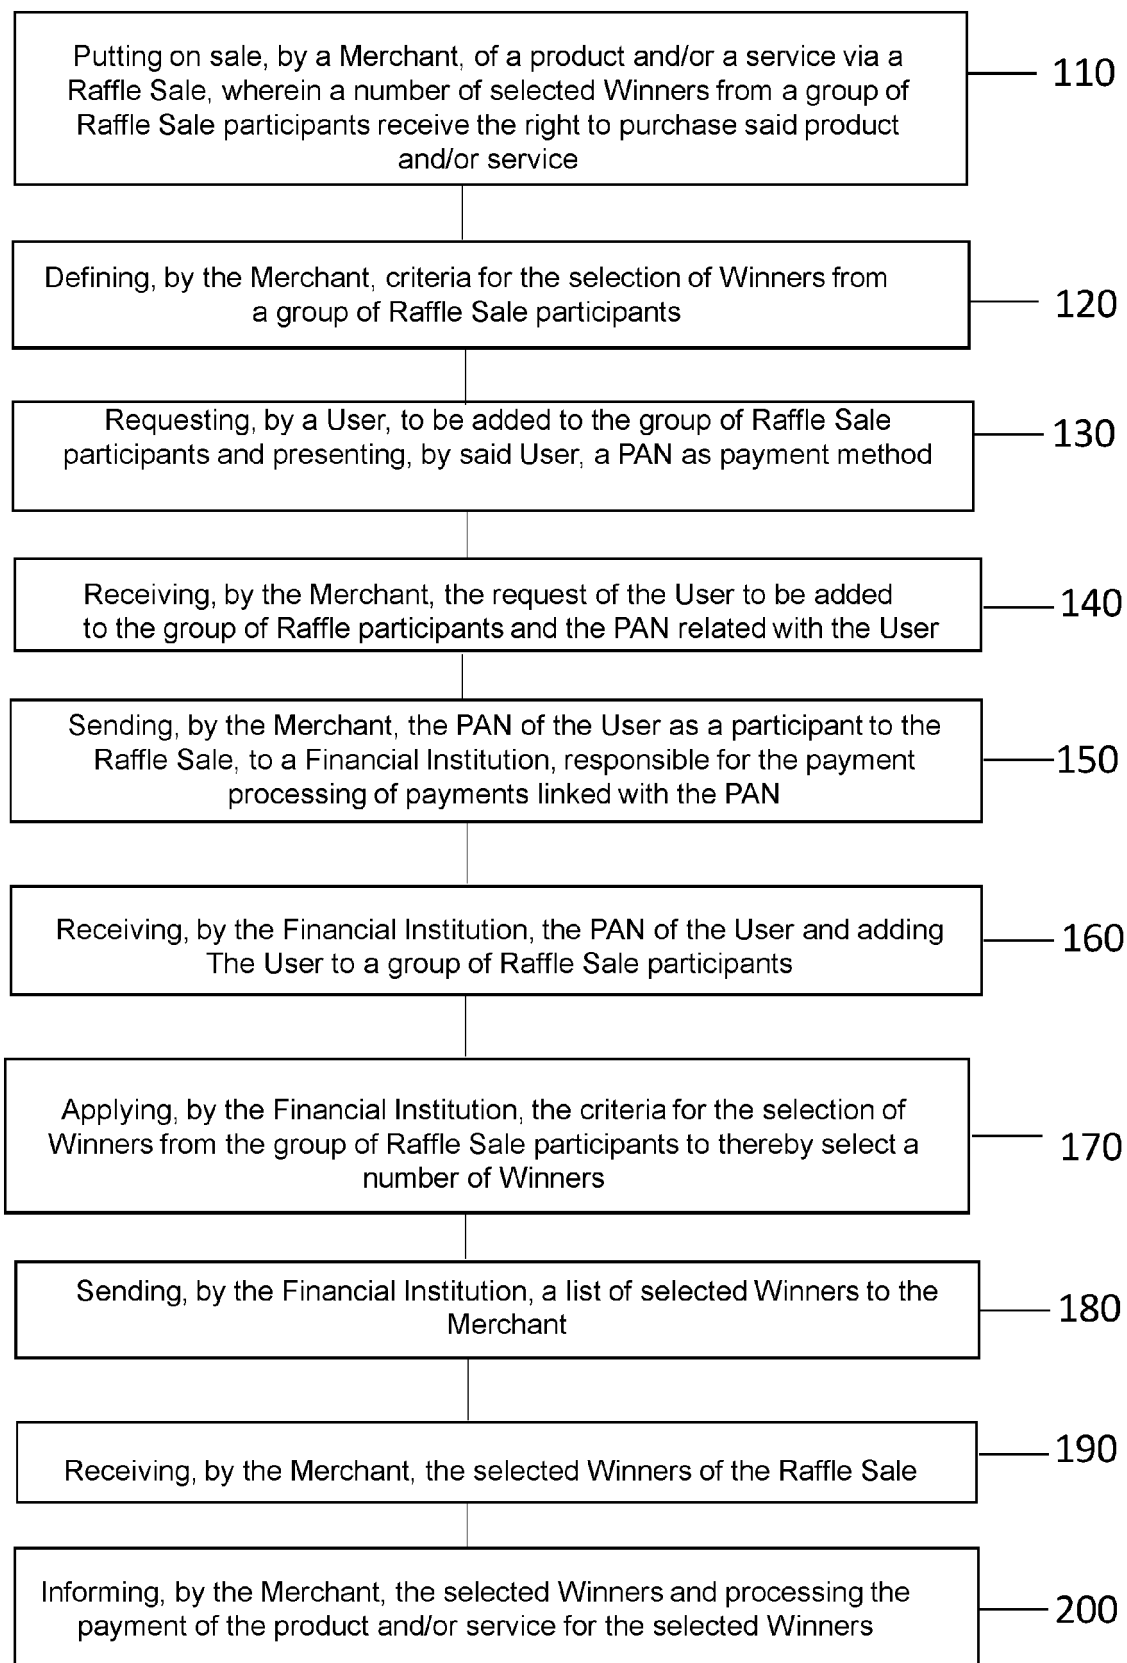 Putting on sale, by a Merchant, of a product and/or a service via a
Raffle Sale, wherein a number of selected Winners from a group of
Raffle Sale participants receive the right to purchase said product
and/or service
110
Defining, by the Merchant, criteria for the selection of Winners from
a group of Raffle Sale participants
120
Requesting, by a User, to be added to the group of Raffle Sale
participants and presenting, by said User, a PAN as payment method
130
Receiving, by the Merchant, the request of the User to be added
to the group of Raffle participants and the PAN related with the User
140
Sending, by the Merchant, the PAN of the User as a participant to the
Raffle Sale, to a Financial Institution, responsible for the payment
processing of payments linked with the PAN
150
Receiving, by the Financial Institution, the PAN of the User and adding
The User to a group of Raffle Sale participants
160
Applying, by the Financial Institution, the criteria for the selection of
Winners from the group of Raffle Sale participants to thereby select a
number of Winners
170
Sending, by the Financial Institution, a list of selected Winners to the
Merchant
180
Receiving, by the Merchant, the selected Winners of the Raffle Sale
190
Informing, by the Merchant, the selected Winners and processing the
payment of the product and/or service for the selected Winners
200